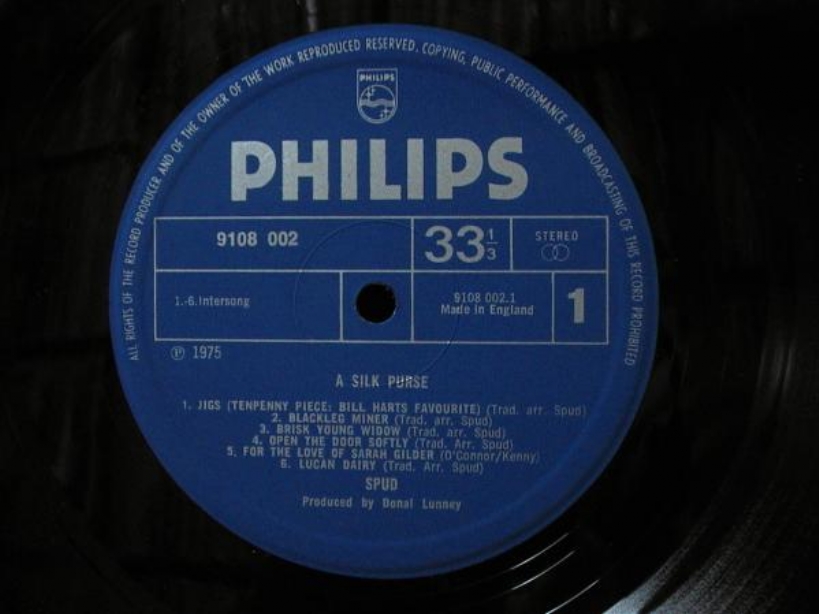 ALL RIGHTS OF THE RECORD PRODUCER AND OF THE OWNER OF THE WORK REPRODUCED RESERVED. COPYING, PUBLIC PERFORMANCE AND BROADCASTING OF THIS RECORD PROHIBITED
PHILIPS
PHILIPS
9108 002
33 1/3
STEREO
1.-6. Intersong
9108 002.1
Made in England
1
℗ 1975
A SILK PURSE
1. JIGS (TENPENNY PIECE: BILL HARTS FAVOURITE) (Trad. arr. Spud)
2. BLACKLEG MINER (Trad. arr. Spud)
3. BRISK YOUNG WIDOW (Trad. arr. Spud)
4. OPEN THE DOOR SOFTLY (Trad. arr. Spud)
5. FOR THE LOVE OF SARAH GILDER (O'Connor/Kenny)
6. LUCAN DAIRY (Trad. Arr. Spud)
SPUD
Produced by Donal Lunney